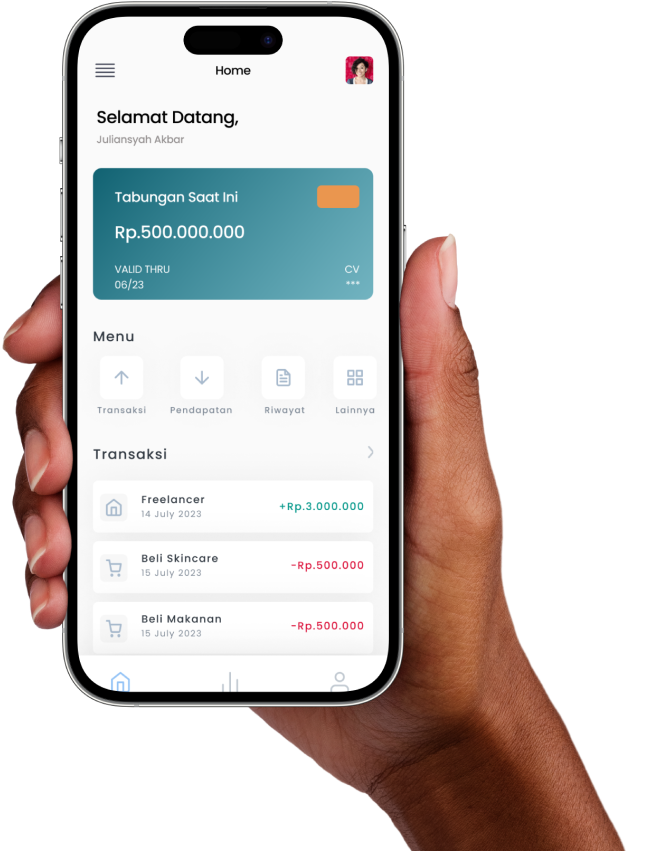 Home
Selamat Datang,
Juliansyah Akbar
Tabungan Saat Ini
Rp.500.000.000
VALID THRU
CV
06/23
***
Menu
Transaksi
Pendapatan
Riwayat
Lainnya
Transaksi
Freelancer
14 July 2023
+Rp.3.000.000
Beli Skincare
15 July 2023
-Rp.500.000
Beli Makanan
15 July 2023
-Rp.500.000